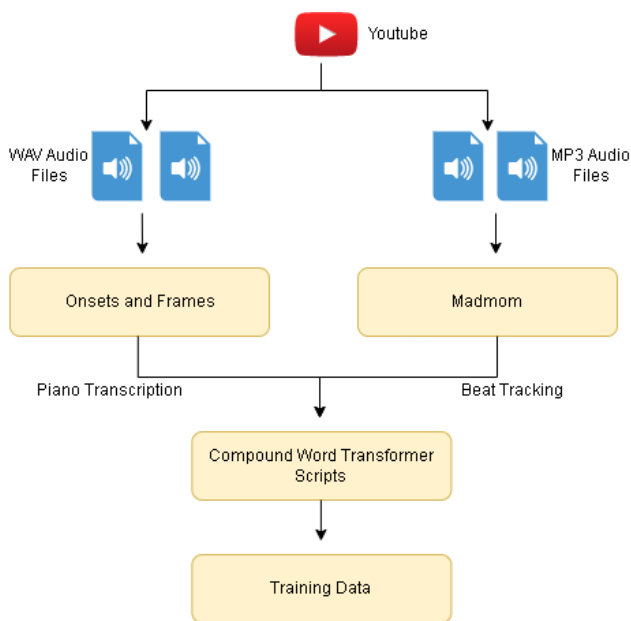 Youtube
WAV Audio
Files
MP3 Audio
Files
Onsets and Frames
Madmom
Piano Transcription
Beat Tracking
Compound Word Transformer
Scripts
Training Data